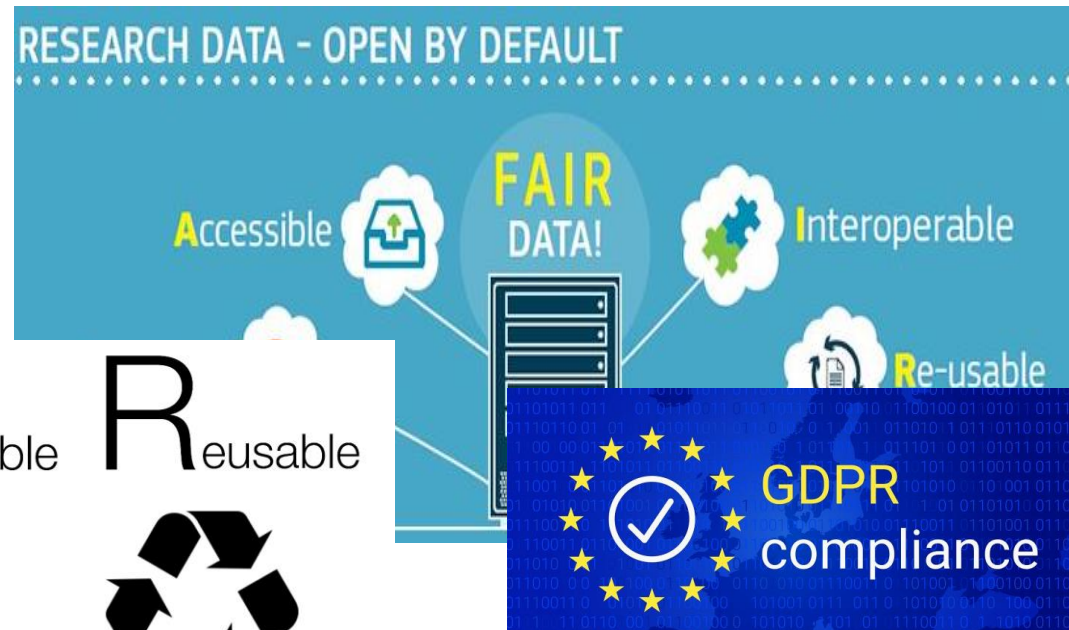 RESEARCH DATA - OPEN BY DEFAULT
FAIR
DATA!
Accessible
Interoperable
Re-usable
ble
Reusable
GDPR
compliance